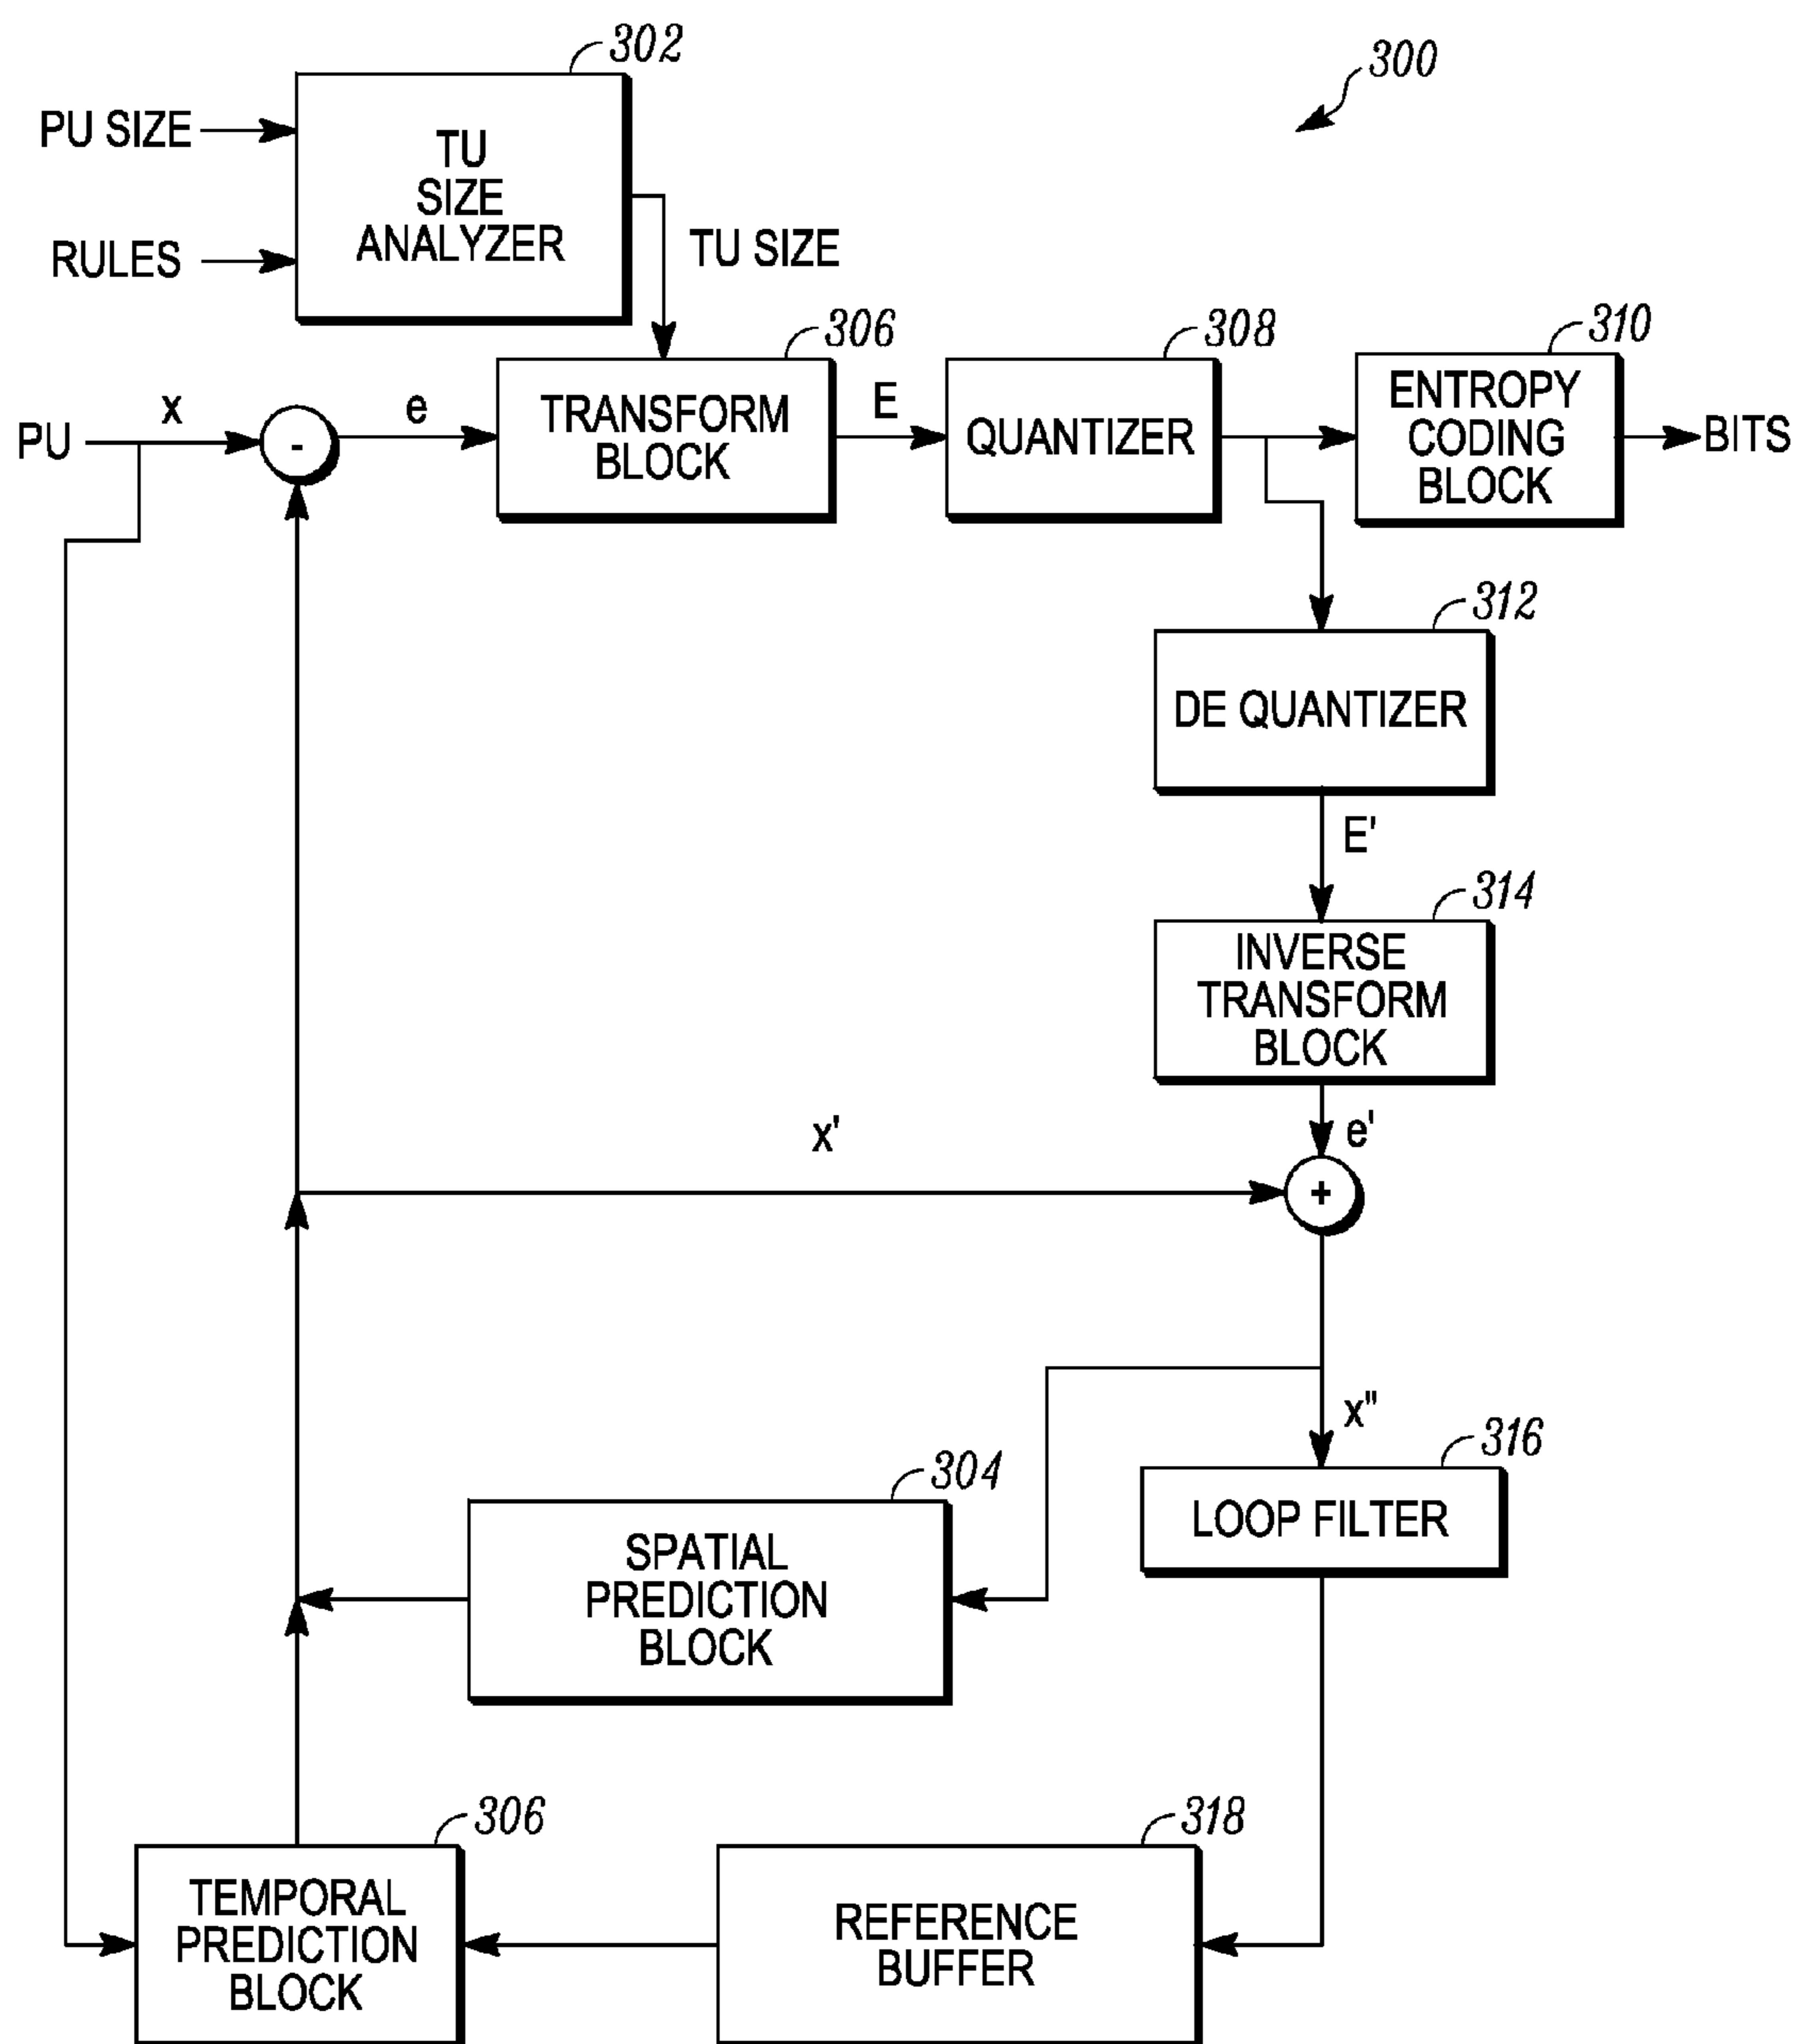 302
300
PU SIZE
TU
SIZE
ANALYZER
RULES
TU SIZE
306
308
310
PU
x
-
e
TRANSFORM
BLOCK
E
QUANTIZER
ENTROPY
CODING
BLOCK
BITS
312
DE QUANTIZER
E'
314
INVERSE
TRANSFORM
BLOCK
x'
e'
+
x"
316
LOOP FILTER
304
SPATIAL
PREDICTION
BLOCK
306
TEMPORAL
PREDICTION
BLOCK
318
REFERENCE
BUFFER